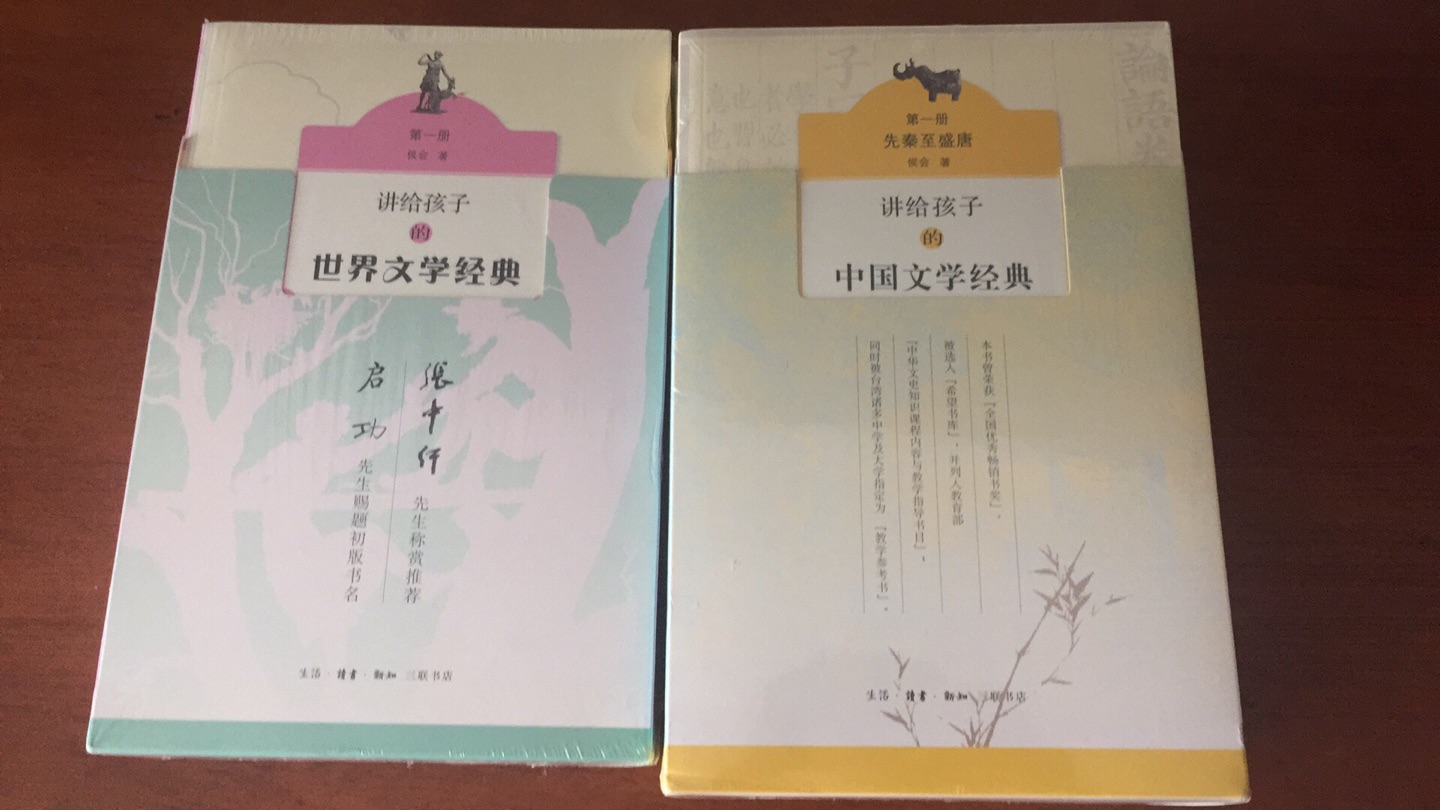 第一册
侯会 著
讲给孩子
的
世界文学经典
张中行 先生称赏推荐
启功 先生赐题初版书名
生活·读书·新知 三联书店
論語
子
第一册
先秦至盛唐
侯会 著
讲给孩子
的
中国文学经典
本书曾荣获『全国优秀畅销书奖』，
被选入『希望书库』，并列入教育部
『中华文史知识课程内容与教学指导书目』，
同时被台湾诸多中学及大学指定为『教学参考书』。
生活·读书·新知 三联书店